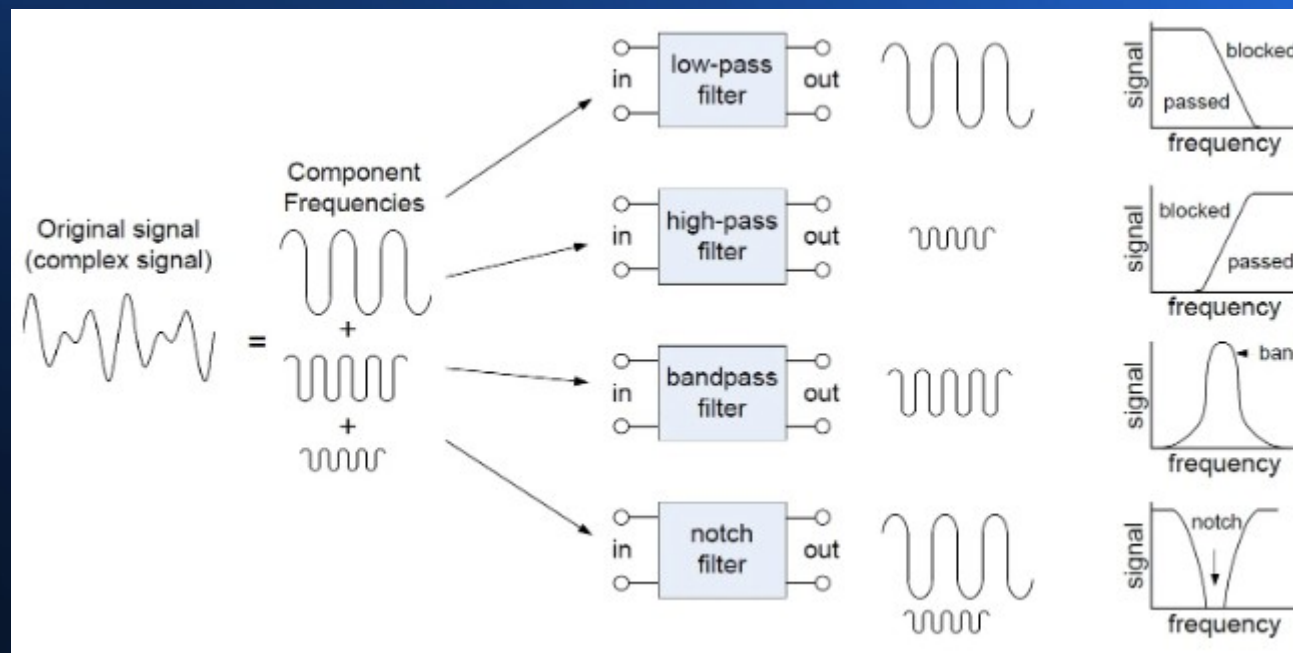 Original signal
(complex signal)
=
Component
Frequencies
+
+
in
low-pass
filter
out
signal
blocked
passed
frequency
in
high-pass
filter
out
signal
blocked
passed
frequency
in
bandpass
filter
out
signal
ban
frequency
in
notch
filter
out
signal
notch
frequency